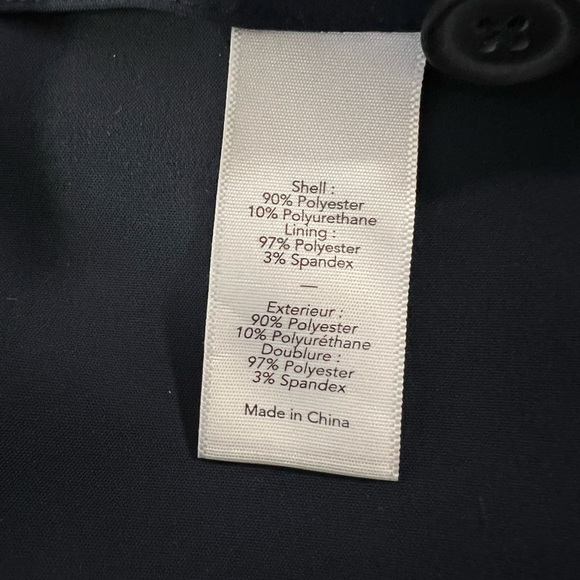 Shell :
90% Polyester
10% Polyurethane
Lining :
97% Polyester
3% Spandex
—
Exterieur :
90% Polyester
10% Polyuréthane
Doublure :
97% Polyester
3% Spandex
Made in China